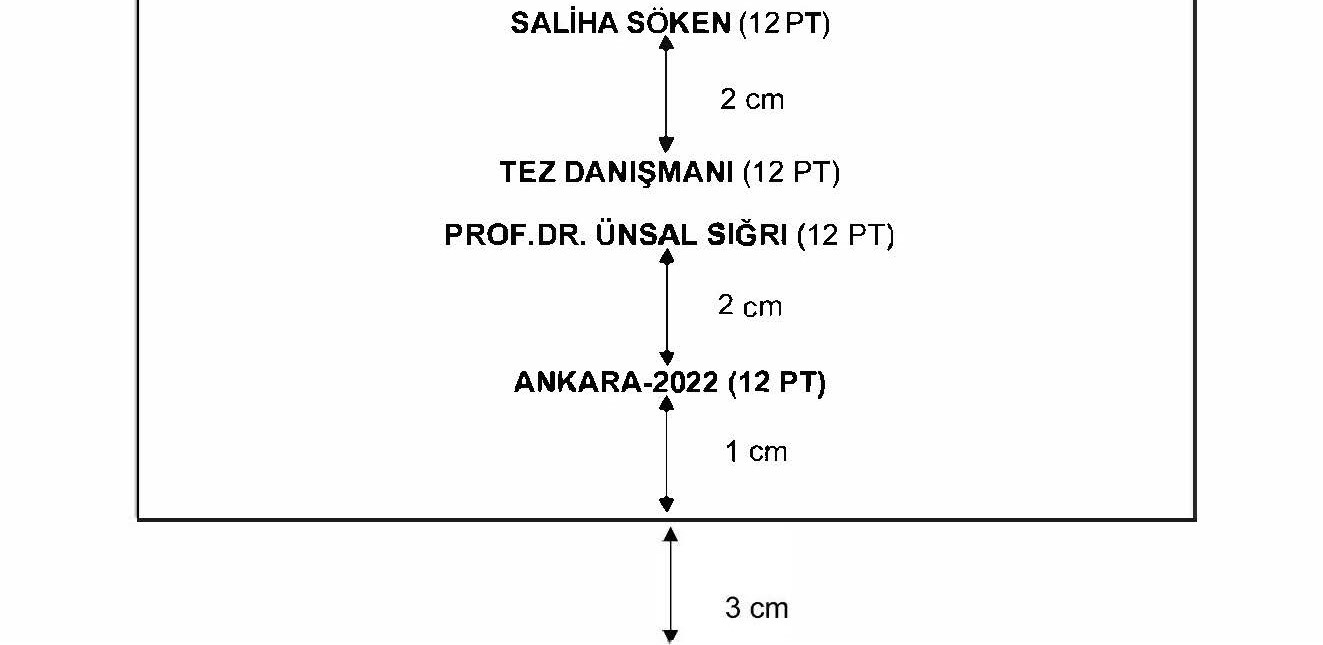 SALİHA SÖKEN (12 PT)
2 cm
TEZ DANIŞMANI (12 PT)
PROF.DR. ÜNSAL SIĞRI (12 PT)
2 cm
ANKARA-2022 (12 PT)
1 cm
3 cm